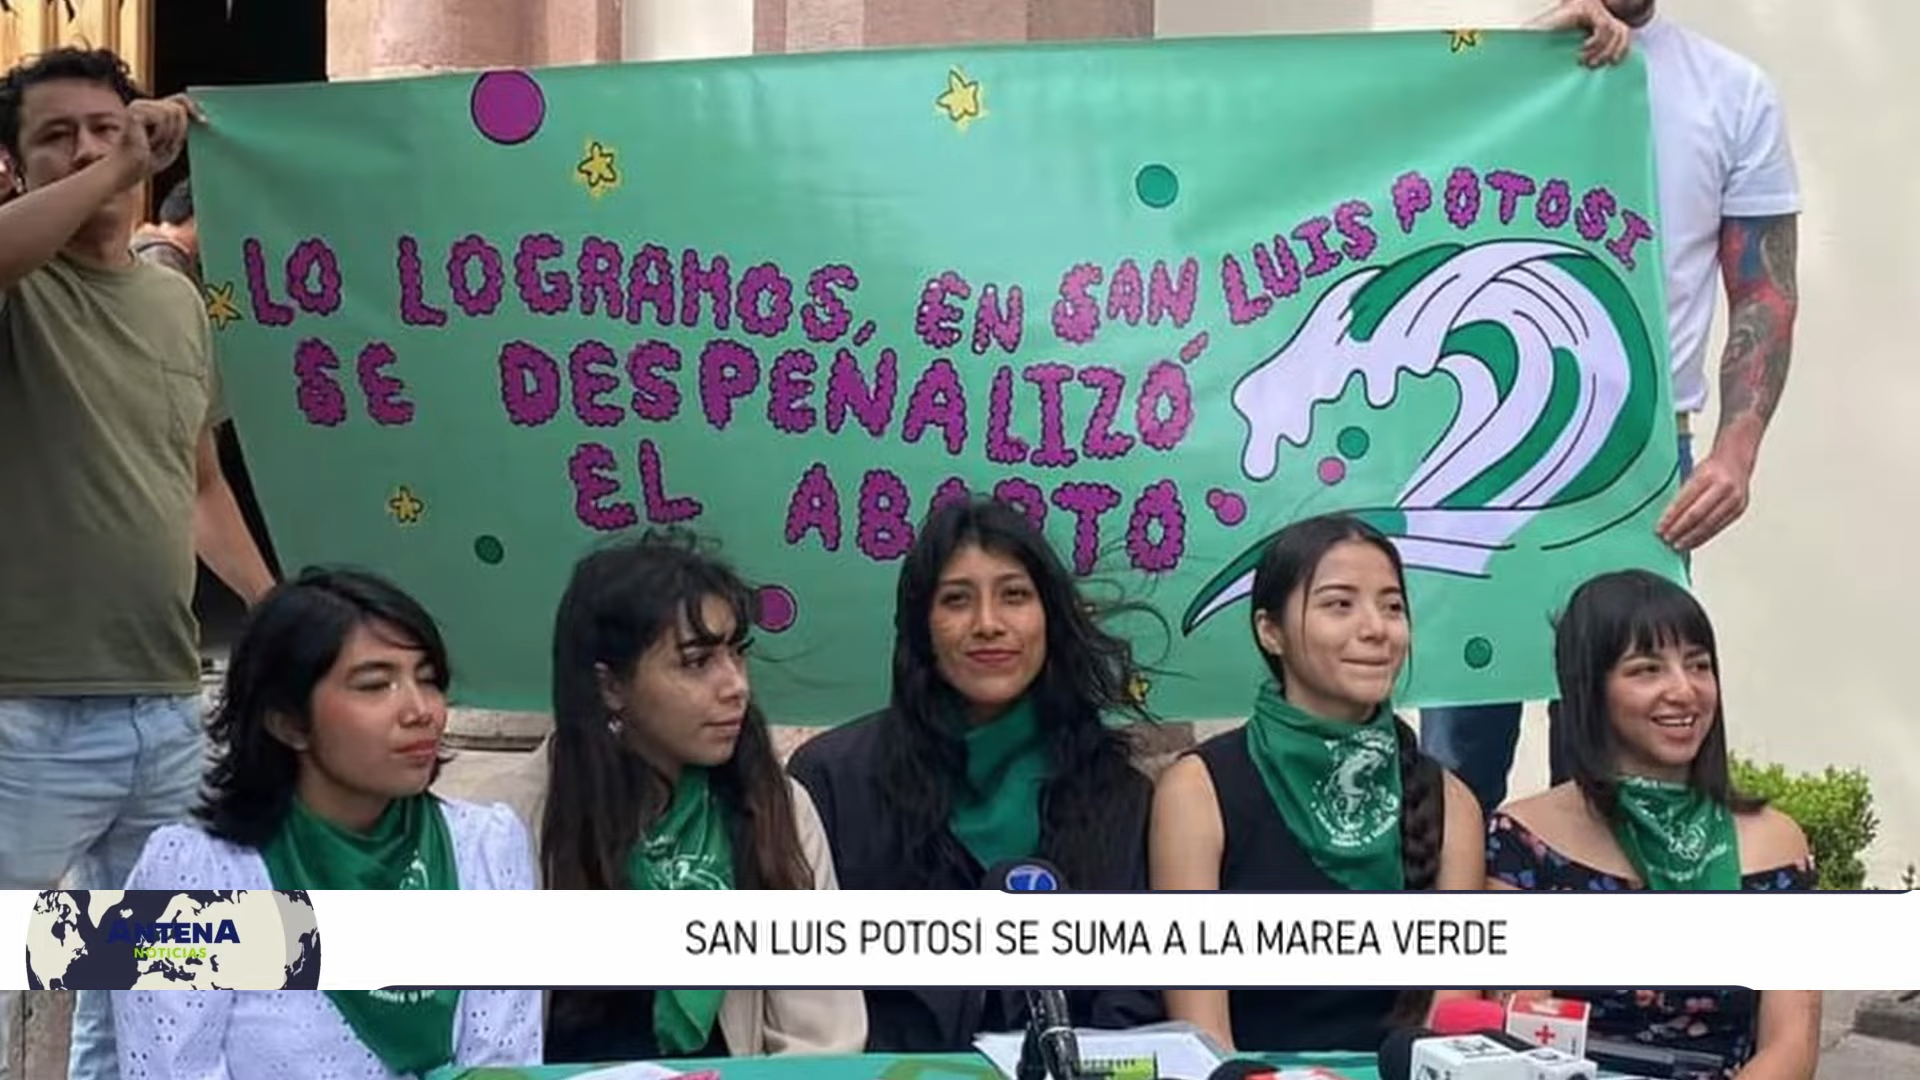 LO LOGRAMOS, EN SAN LUIS POTOSI
SE DESPEÑALIZÓ
EL ABORTO
ANTENA
NOTICIAS
SAN LUIS POTOSÍ SE SUMA A LA MAREA VERDE